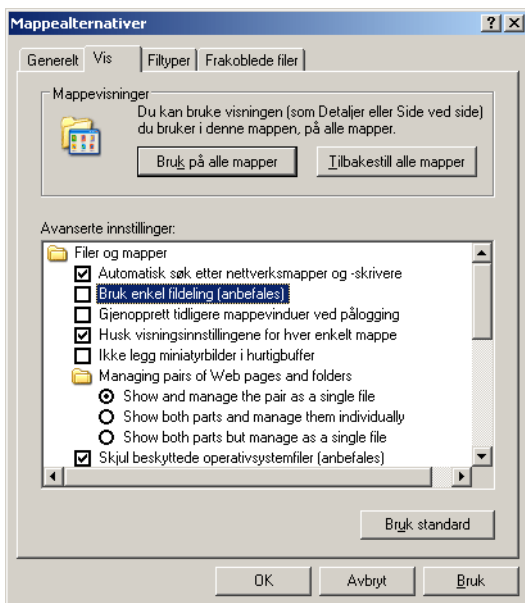 Mappealternativer
Generelt Vis Filtyper Frakoblede filer
Mappevisninger
Du kan bruke visningen (som Detaljer eller Side ved side)
du bruker i denne mappen, på alle mapper.
Bruk på alle mapper Tilbakestill alle mapper
Avanserte innstillinger:
Filer og mapper
Automatisk søk etter nettverksmapper og -skrivere
Bruk enkel fildeling (anbefales)
Gjenopprett tidligere mappevinduer ved pålogging
Husk visningsinnstillingene for hver enkelt mappe
Ikke legg miniatyrbilder i hurtigbuffer
Managing pairs of Web pages and folders
Show and manage the pair as a single file
Show both parts and manage them individually
Show both parts but manage as a single file
Skjul beskyttede operativsystemfiler (anbefales)
Bruk standard
OK Avbryt Bruk